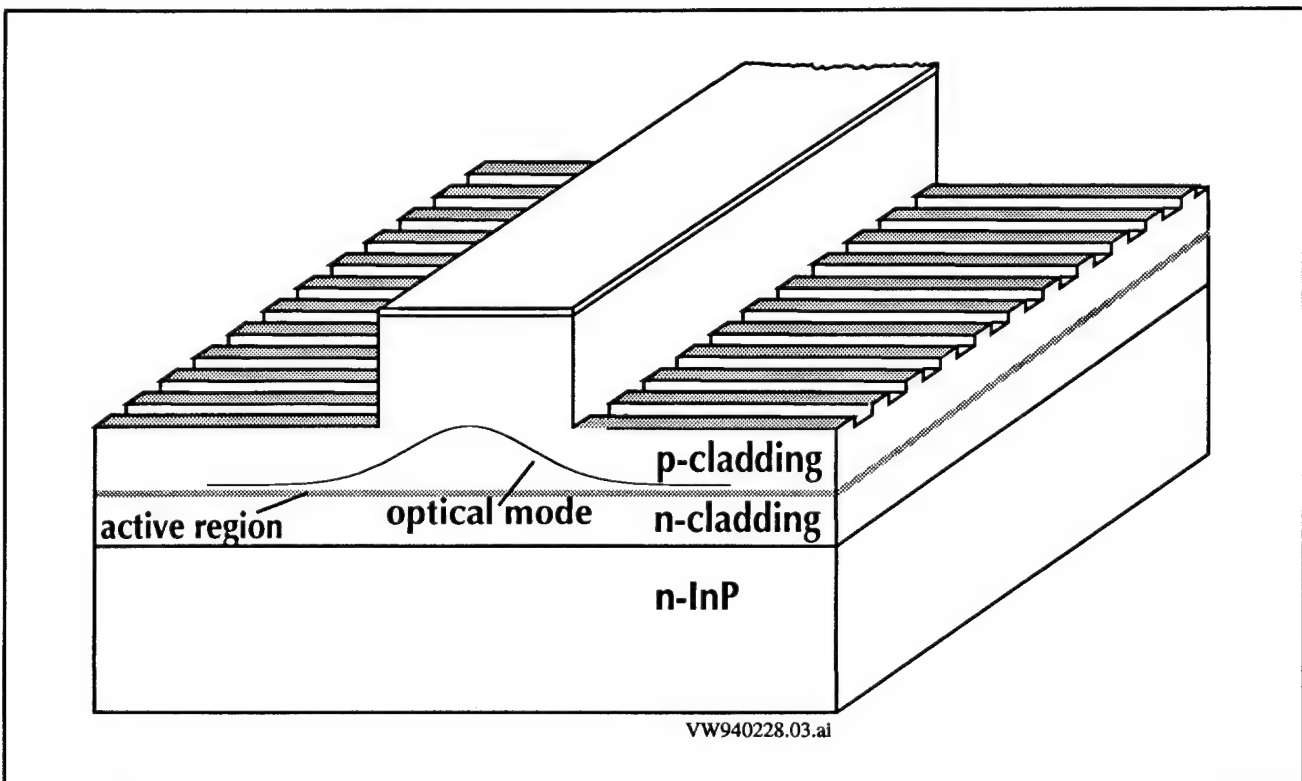 p-cladding
active region
optical mode
n-cladding
n-InP
VW940228.03.ai